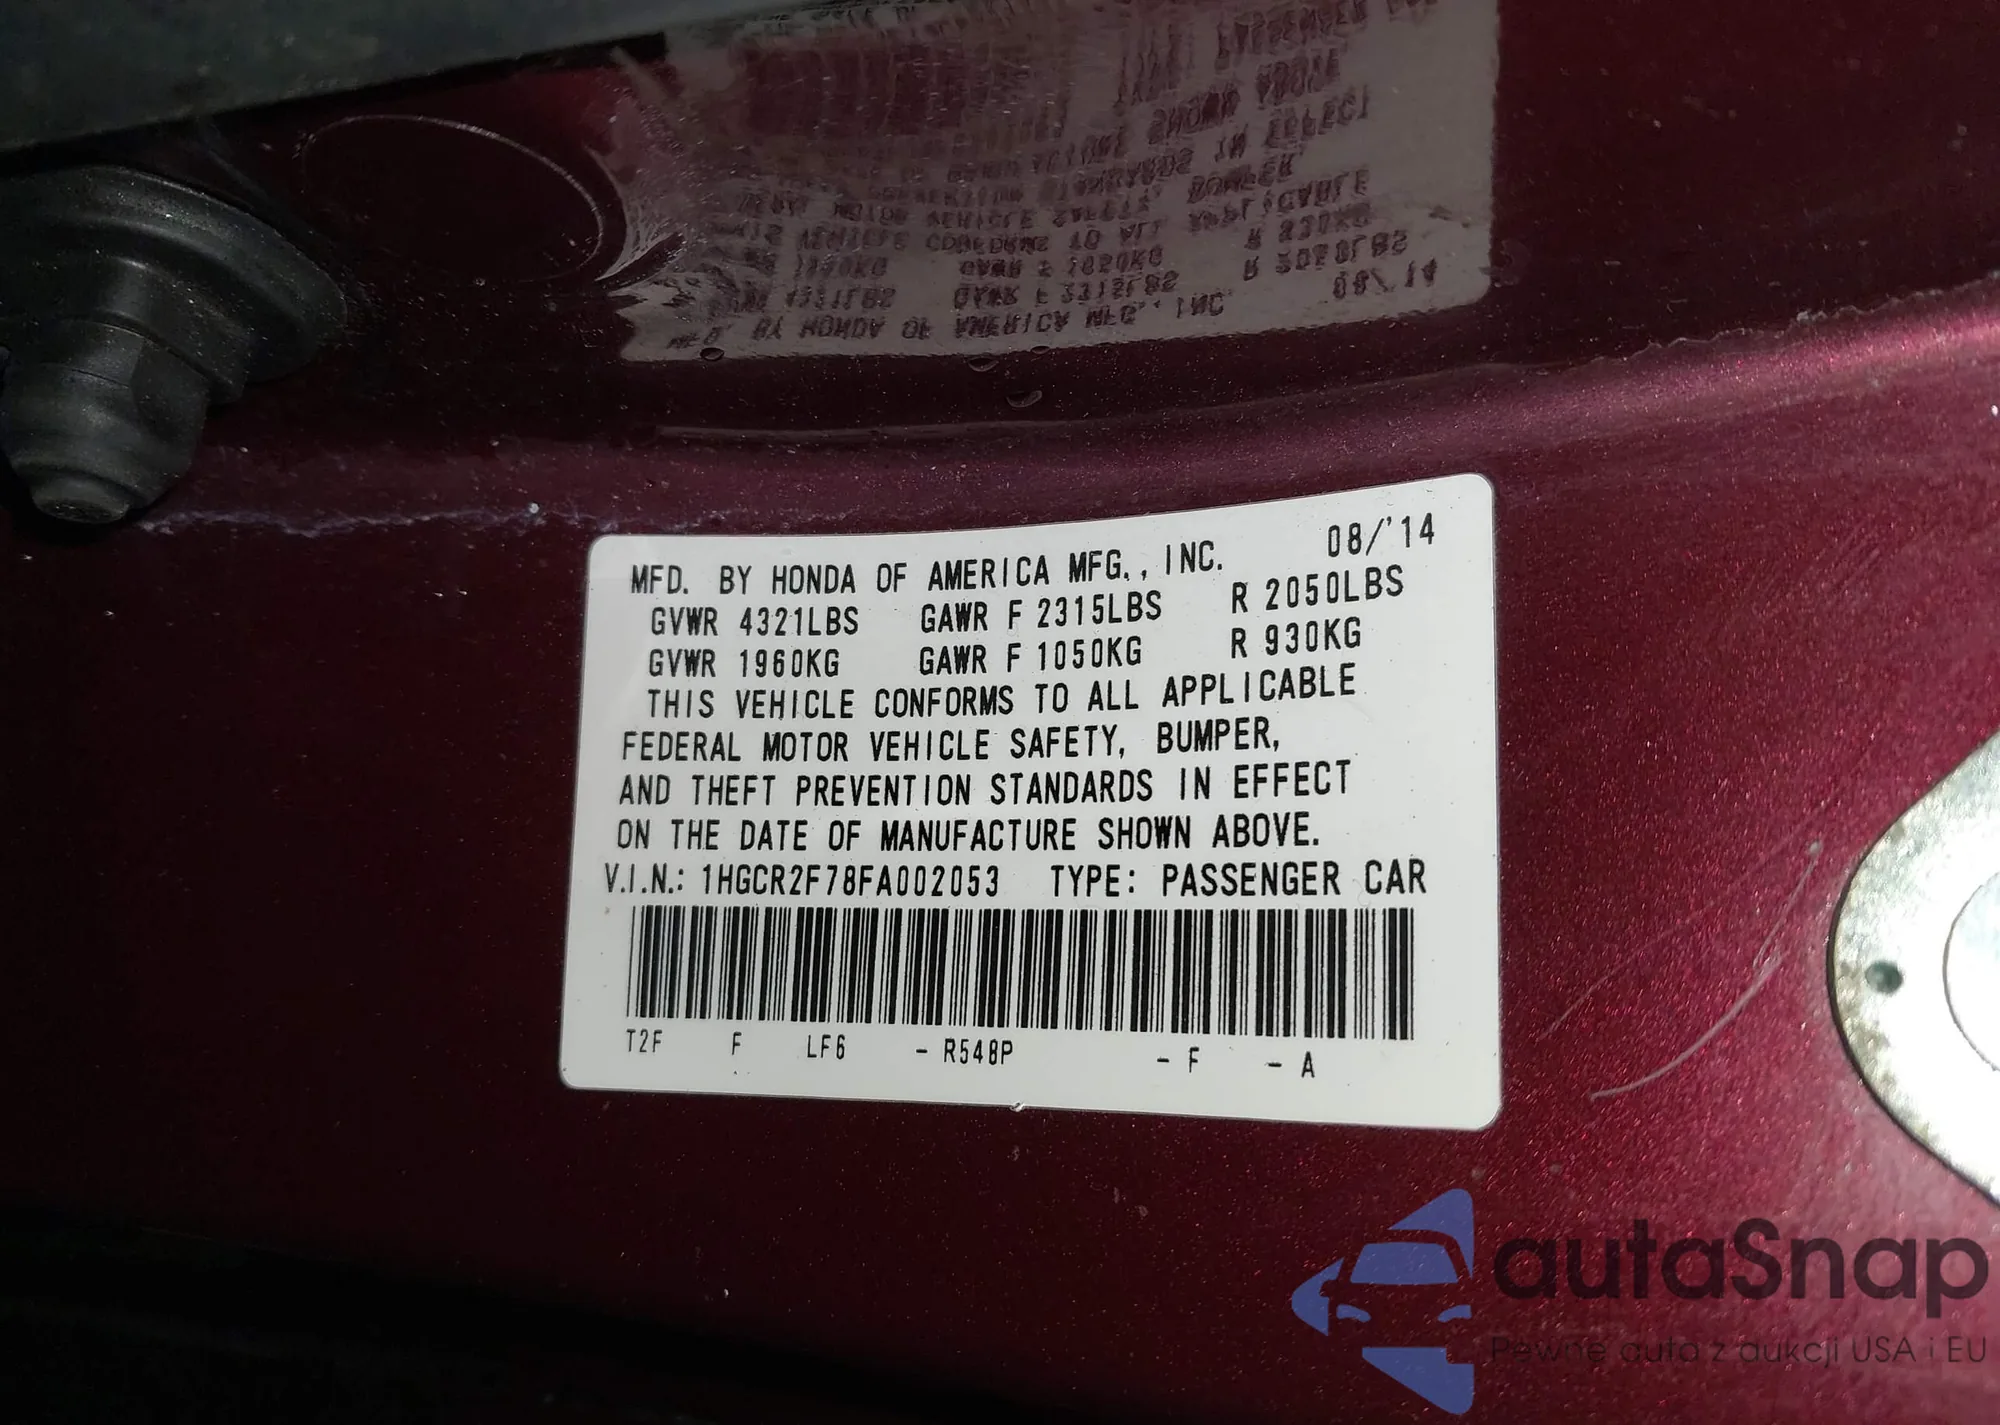 MFD. BY HONDA OF AMERICA MFG., INC. 08/'14
GVWR 4321LBS GAWR F 2315LBS R 2050LBS
GVWR 1960KG GAWR F 1050KG R 930KG
THIS VEHICLE CONFORMS TO ALL APPLICABLE
FEDERAL MOTOR VEHICLE SAFETY, BUMPER,
AND THEFT PREVENTION STANDARDS IN EFFECT
ON THE DATE OF MANUFACTURE SHOWN ABOVE.
V.I.N.: 1HGCR2F78FA002053 TYPE: PASSENGER CAR
T2F F LF6 - R548P - F - A
autaSnap
Pewne auta z aukcji USA i EU